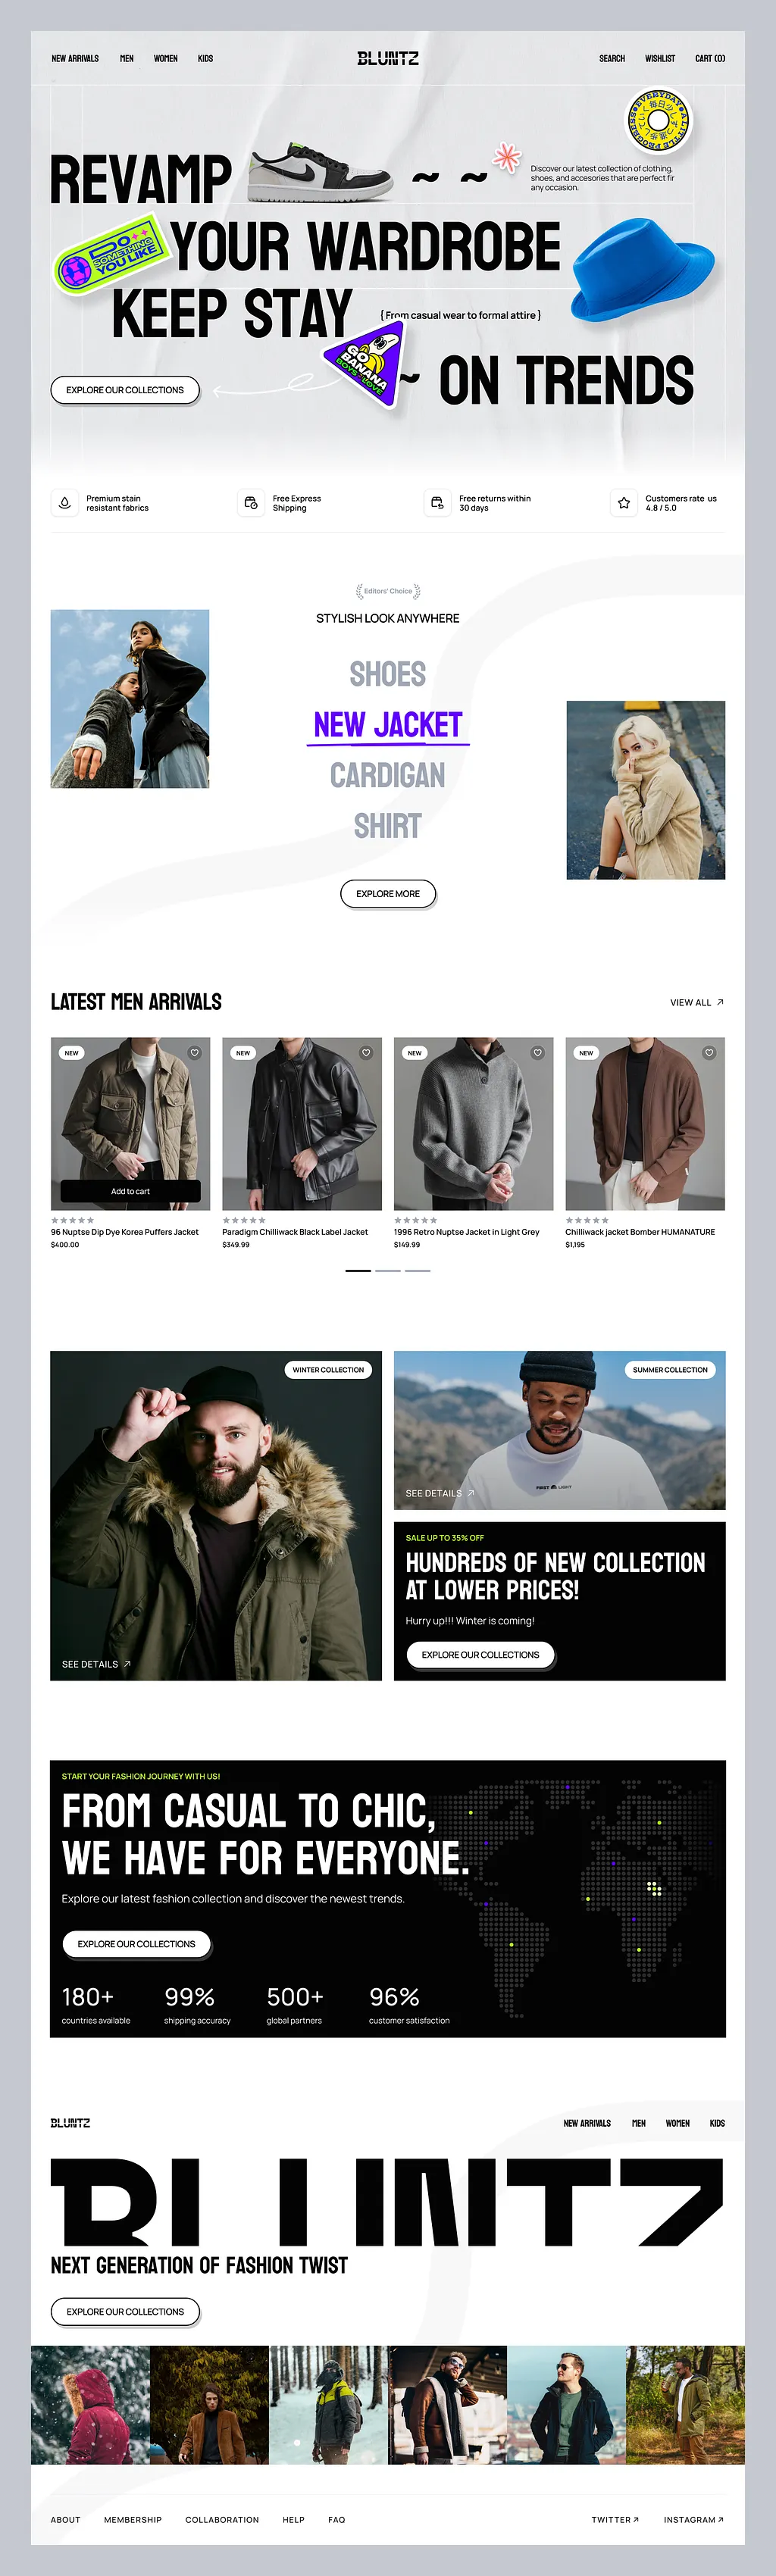 NEW ARRIVALS MEN WOMEN KIDS
BLUNTZ
SEARCH WISHLIST CART (0)
EVERYDAY A LITTLE PROGRESS
REVAMP ~ ~
Discover our latest collection of clothing,
shoes, and accesories that are perfect fir
any occasion.
DO
SOMETHING
YOU LIKE
YOUR WARDROBE
KEEP STAY
{ From casual wear to formal attire }
GO
BANANA
BOYS LOVE
~ ON TRENDS
EXPLORE OUR COLLECTIONS
Premium stain
resistant fabrics
Free Express
Shipping
Free returns within
30 days
Customers rate us
4.8 / 5.0
Editors' Choice
STYLISH LOOK ANYWHERE
SHOES
NEW JACKET
CARDIGAN
SHIRT
EXPLORE MORE
LATEST MEN ARRIVALS
VIEW ALL
NEW
NEW
NEW
NEW
Add to cart
96 Nuptse Dip Dye Korea Puffers Jacket
$400.00
Paradigm Chilliwack Black Label Jacket
$349.99
1996 Retro Nuptse Jacket in Light Grey
$149.99
Chilliwack jacket Bomber HUMANATURE
$1,195
WINTER COLLECTION
SEE DETAILS
SUMMER COLLECTION
FIRST LIGHT
SEE DETAILS
SALE UP TO 35% OFF
HUNDREDS OF NEW COLLECTION
AT LOWER PRICES!
Hurry up!!! Winter is coming!
EXPLORE OUR COLLECTIONS
START YOUR FASHION JOURNEY WITH US!
FROM CASUAL TO CHIC,
WE HAVE FOR EVERYONE.
Explore our latest fashion collection and discover the newest trends.
EXPLORE OUR COLLECTIONS
180+
countries available
99%
shipping accuracy
500+
global partners
96%
customer satisfaction
BLUNTZ
NEW ARRIVALS MEN WOMEN KIDS
BLUNTZ
NEXT GENERATION OF FASHION TWIST
EXPLORE OUR COLLECTIONS
ABOUT MEMBERSHIP COLLABORATION HELP FAQ
TWITTER INSTAGRAM